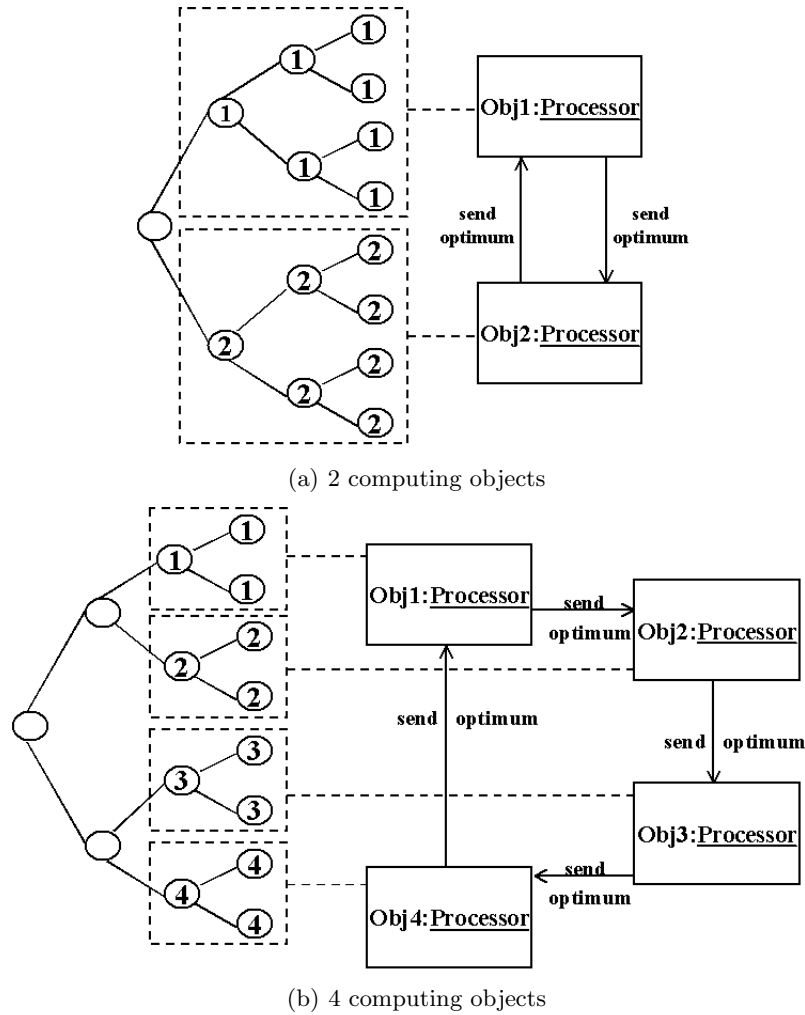 1
1
1
1
1
1
1
Obj1:Processor
send
optimum
send
optimum
2
2
2
2
2
2
2
Obj2:Processor
(a) 2 computing objects
1
1
1
Obj1:Processor
send
optimum
2
2
2
Obj2:Processor
send optimum
send optimum
3
3
3
Obj3:Processor
send
optimum
4
4
4
Obj4:Processor
(b) 4 computing objects